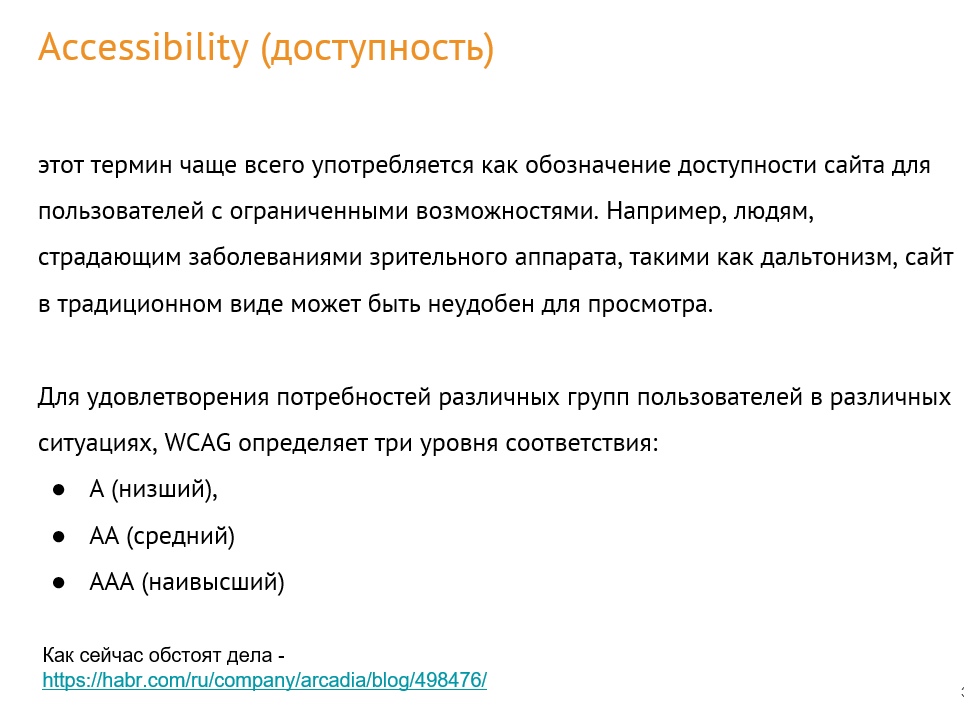 Accessibility (доступность)
этот термин чаще всего употребляется как обозначение доступности сайта для
пользователей с ограниченными возможностями. Например, людям,
страдающим заболеваниями зрительного аппарата, такими как дальтонизм, сайт
в традиционном виде может быть неудобен для просмотра.
Для удовлетворения потребностей различных групп пользователей в различных
ситуациях, WCAG определяет три уровня соответствия:
● А (низший),
● АА (средний)
● ААА (наивысший)
Как сейчас обстоят дела -
https://habr.com/ru/company/arcadia/blog/498476/